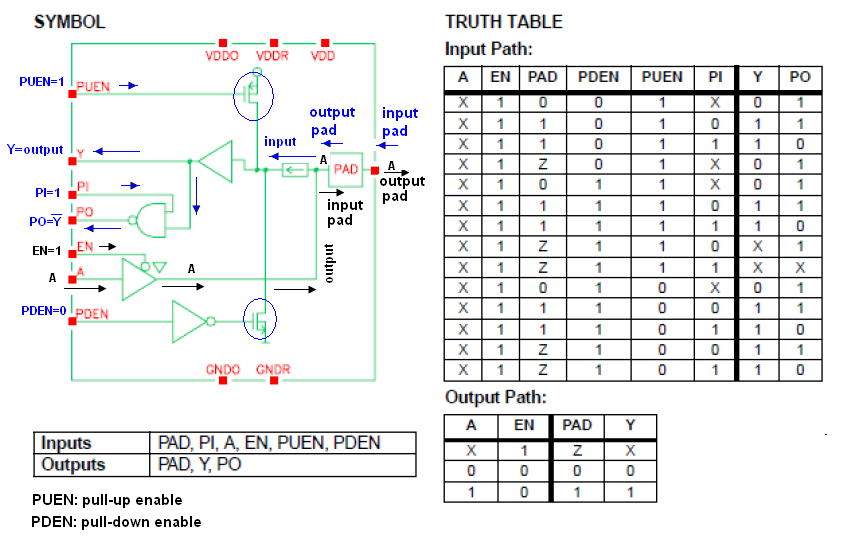 SYMBOL
VDDO VDDR VDD
PUEN=1
PUEN
output pad
input pad
Y=output
Y
input
A
PAD
A
output pad
PI=1
PI
input pad
PO=Y̅
PO
EN=1
EN
output
A
A
A
PDEN=0
PDEN
GNDO GNDR
Inputs PAD, PI, A, EN, PUEN, PDEN
Outputs PAD, Y, PO
PUEN: pull-up enable
PDEN: pull-down enable
TRUTH TABLE
Input Path:
A EN PAD PDEN PUEN PI Y PO
X 1 0 0 1 X 0 1
X 1 1 0 1 0 1 1
X 1 1 0 1 1 1 0
X 1 Z 0 1 X 0 1
X 1 0 1 1 X 0 1
X 1 1 1 1 0 1 1
X 1 1 1 1 1 1 0
X 1 Z 1 1 0 X 1
X 1 Z 1 1 1 X X
X 1 0 1 0 X 0 1
X 1 1 1 0 0 1 1
X 1 1 1 0 1 1 0
X 1 Z 1 0 0 1 1
X 1 Z 1 0 1 1 0
Output Path:
A EN PAD Y
X 1 Z X
0 0 0 0
1 0 1 1